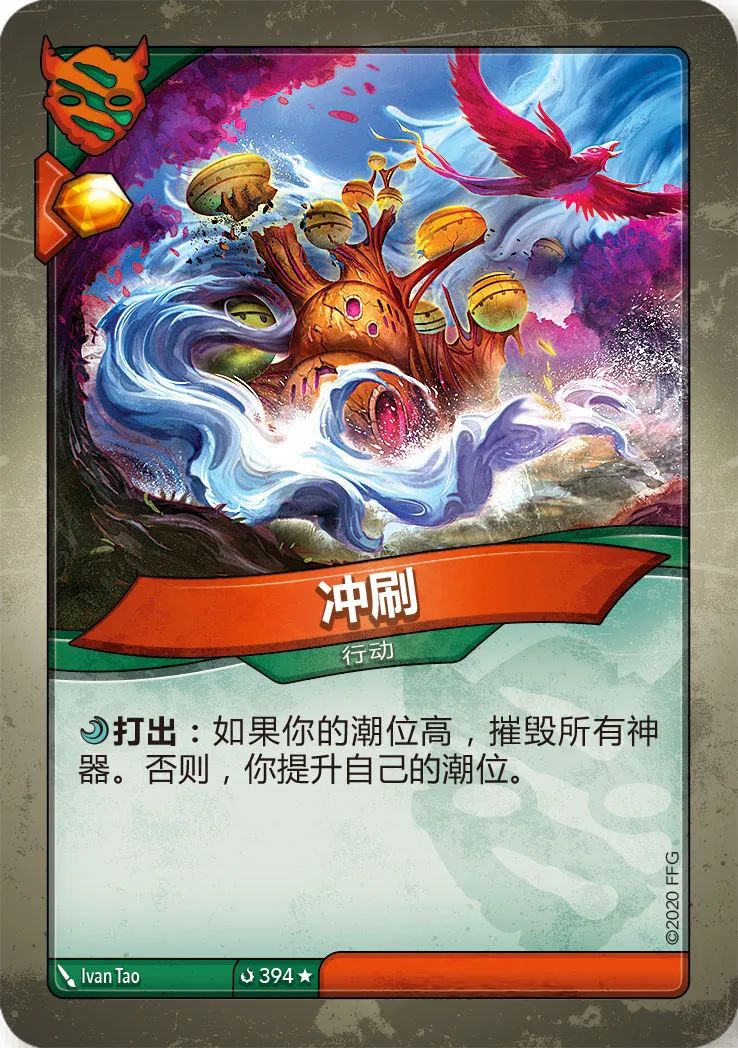 冲刷
行动
打出：如果你的潮位高，摧毁所有神
器。否则，你提升自己的潮位。
©2020 FFG
Ivan Tao
394